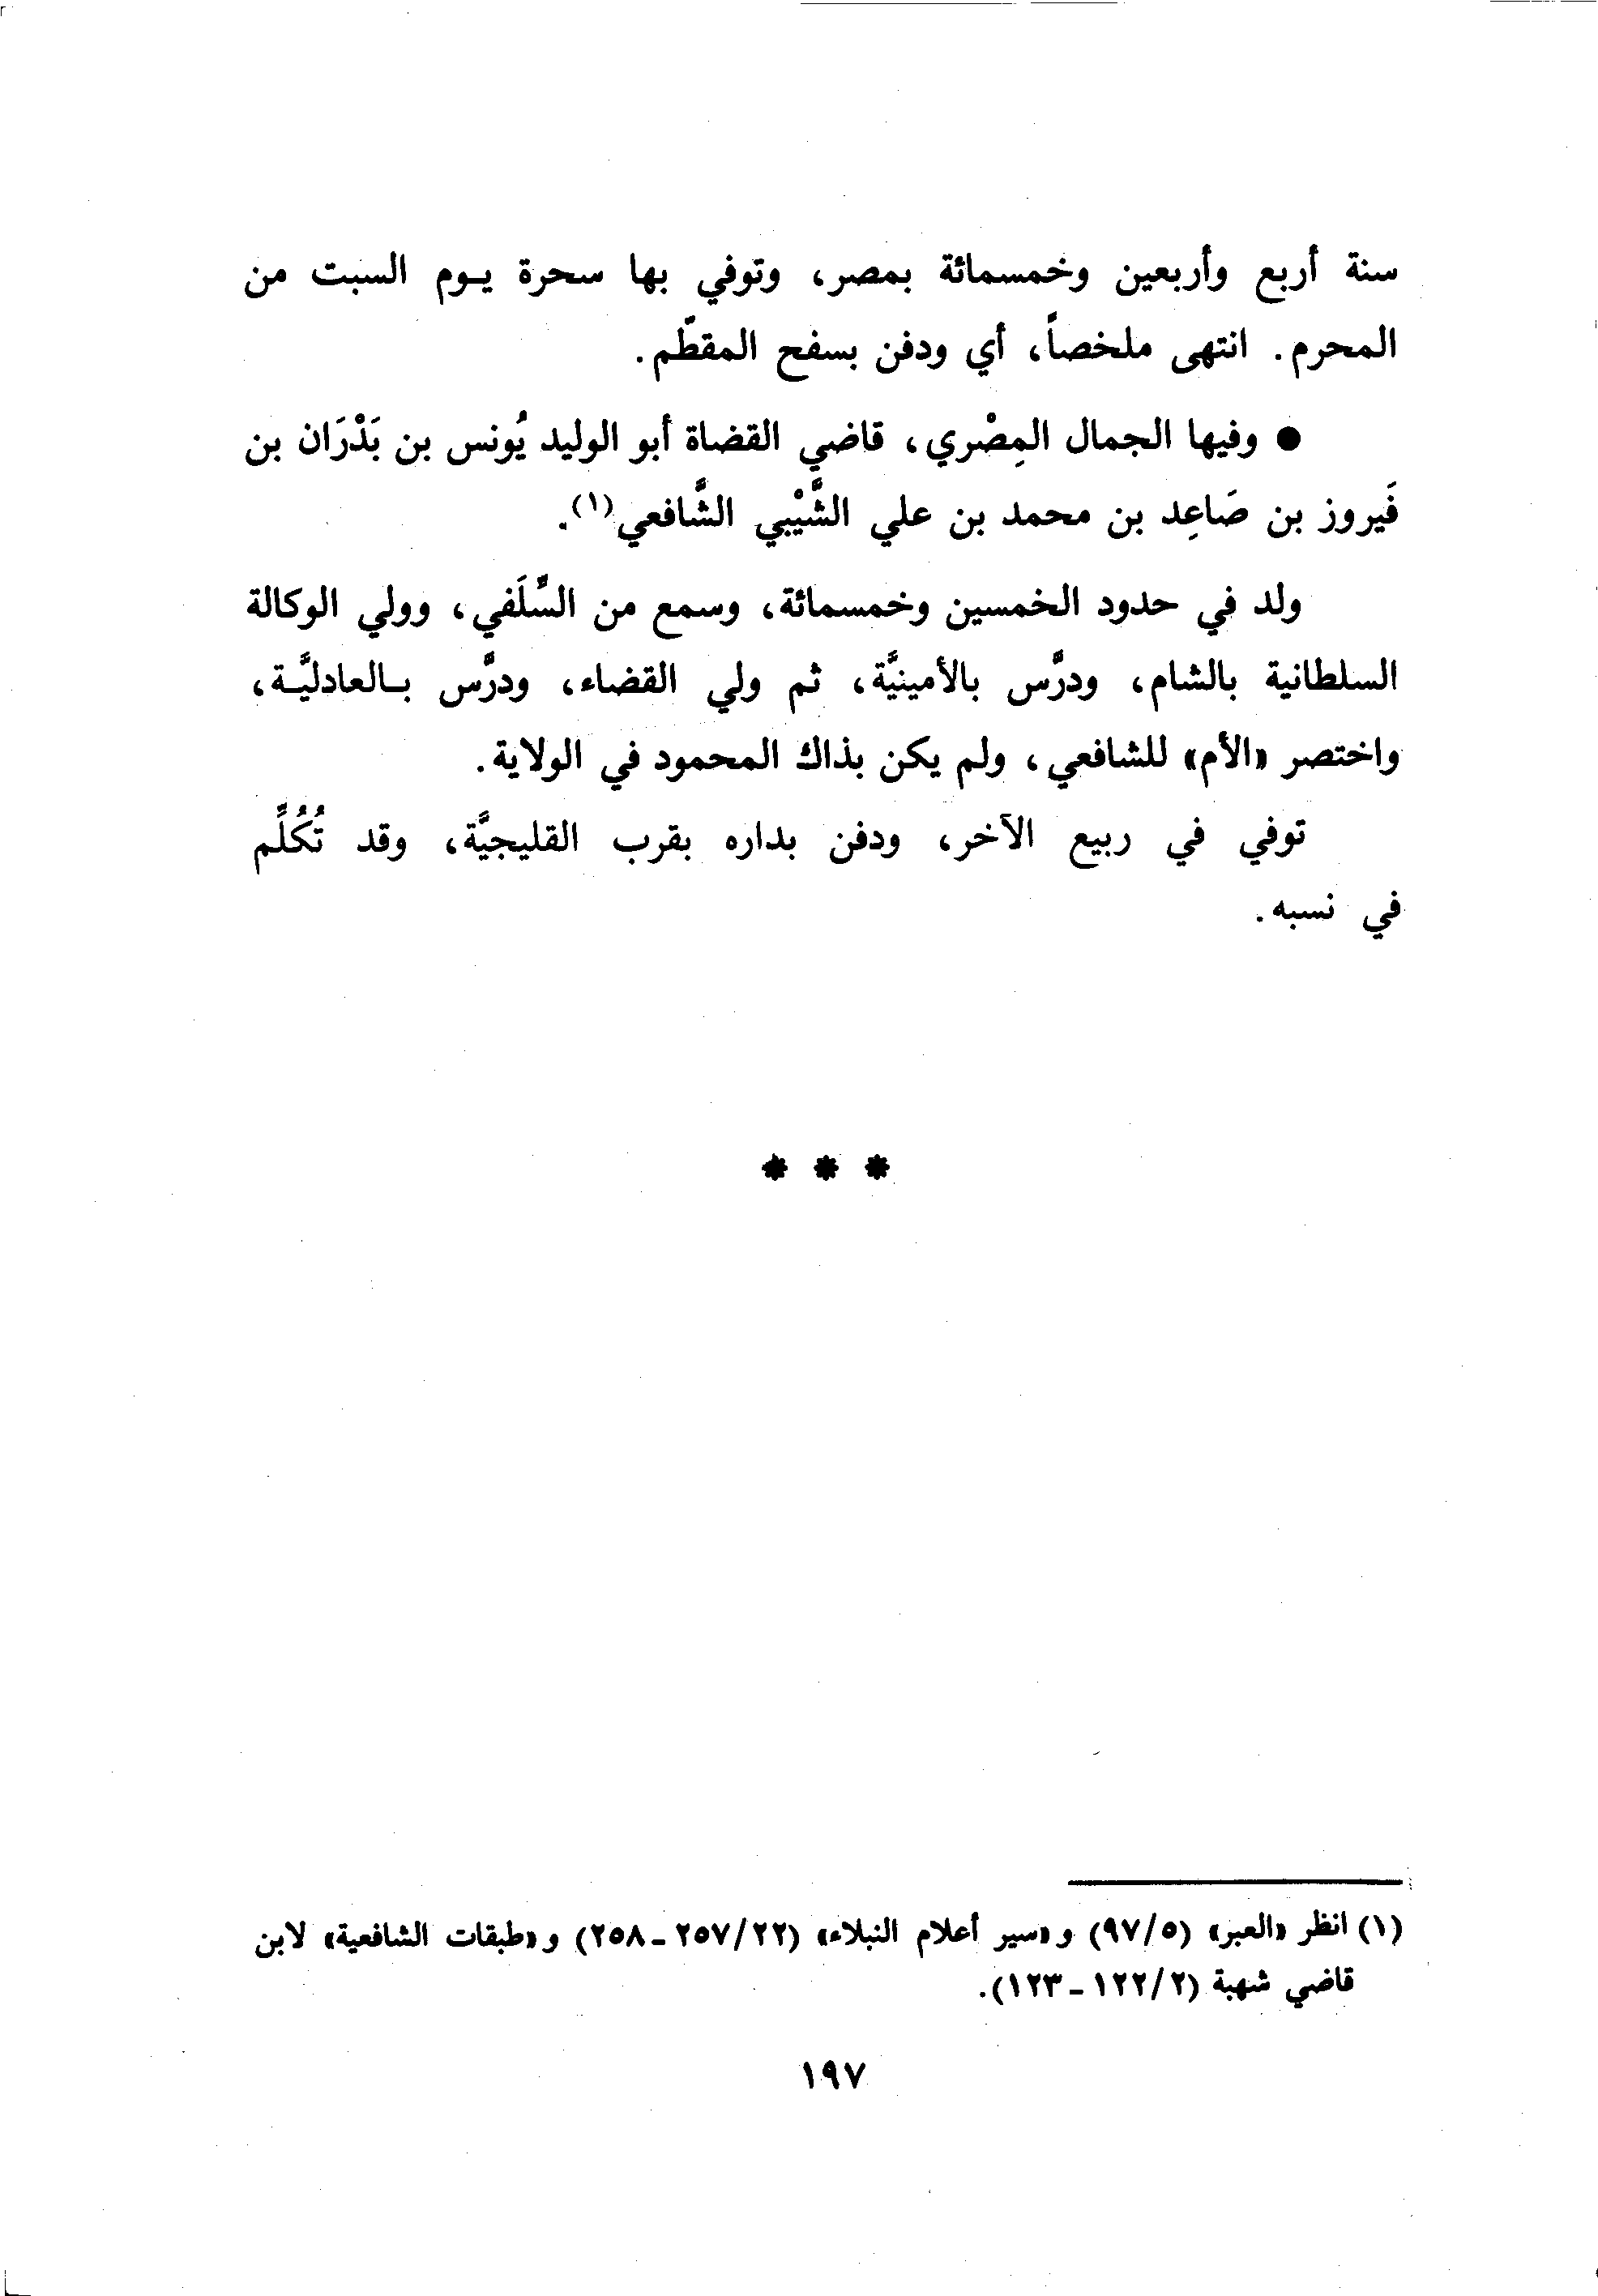 سنة أربع وأربعين وخمسمائة بمصر، وتوفي بها سحرة يـوم السبت من
المحرم. انتهى ملخصاً، أي ودفن بسفح المقطّم.
● وفيها الجمال المِصْري، قاضي القضاة أبو الوليد يُونس بن بَدْرَان بن
فَيروز بن صَاعِد بن محمد بن علي الشَّيْبي الشَّافعي(١).
ولد في حدود الخمسين وخمسمائة، وسمع من السِّلَفي، وولي الوكالة
السلطانية بالشام، ودرَّس بالأمينيَّة، ثم ولي القضاء، ودرَّس بـالعادليَّـة،
واختصر «الأم» للشافعي، ولم يكن بذاك المحمود في الولاية.
توفي في ربيع الآخر، ودفن بداره بقرب القليجيَّة، وقد تُكُلِّم
في نسبه.
* * *
(١) انظر «العبر» (٩٧/٥) و«سير أعلام النبلاء» (٢٥٧/٢٢ - ٢٥٨) و«طبقات الشافعية» لابن
قاضي شهبة (١٢٢/٢ - ١٢٣).
١٩٧